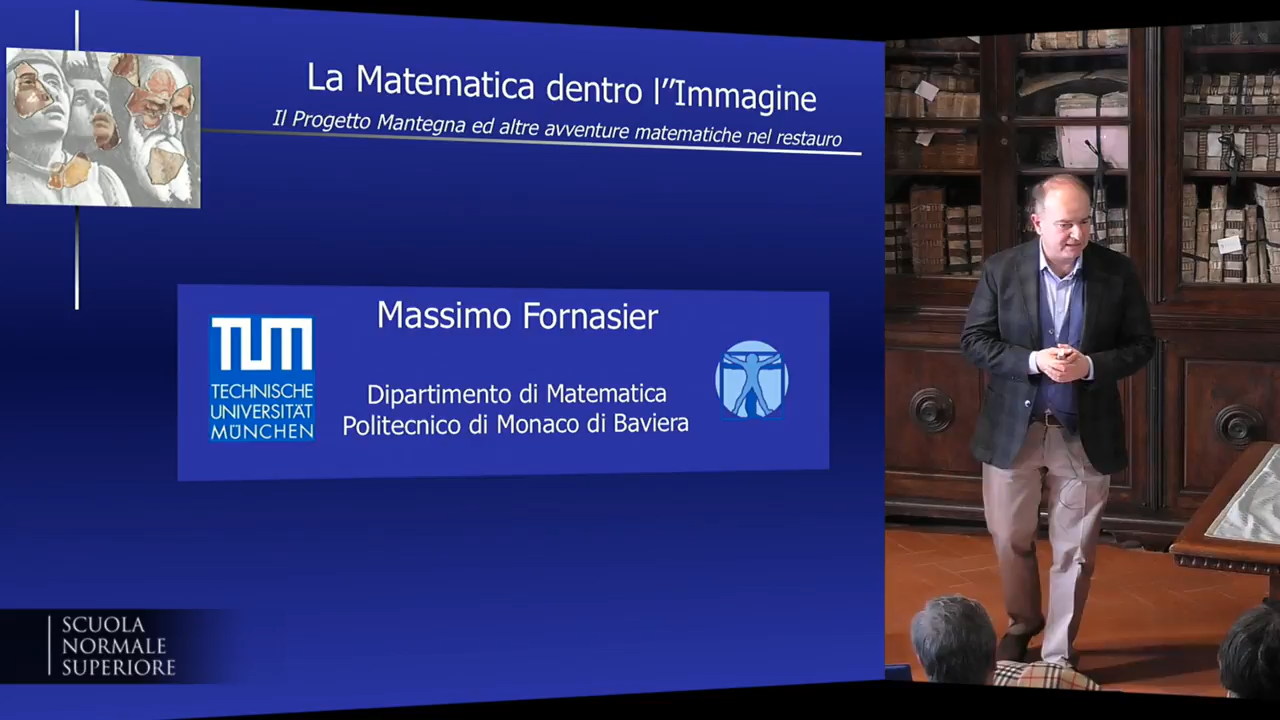 La Matematica dentro l’’Immagine
Il Progetto Mantegna ed altre avventure matematiche nel restauro
Massimo Fornasier
TUM
TECHNISCHE
UNIVERSITÄT
MÜNCHEN
Dipartimento di Matematica
Politecnico di Monaco di Baviera
SCUOLA
NORMALE
SUPERIORE